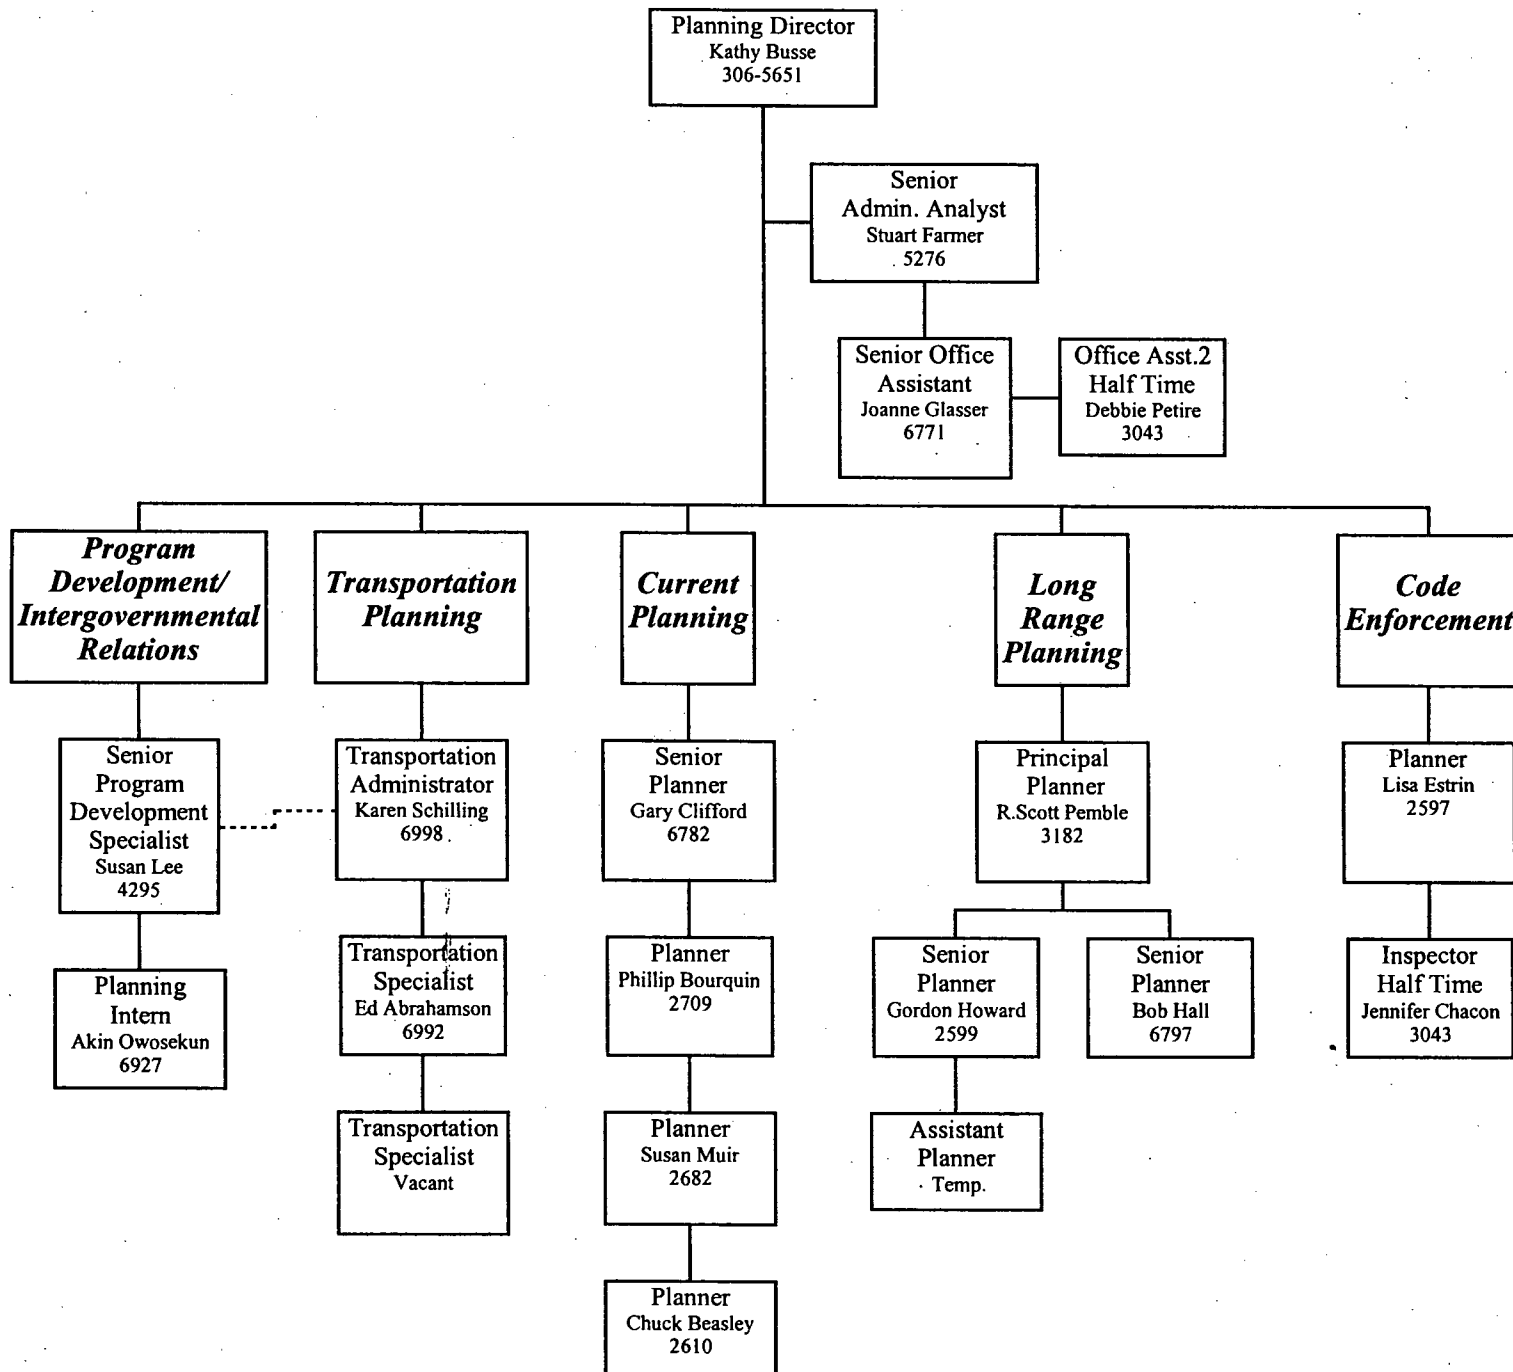 Planning Director
Kathy Busse
306-5651
Senior
Admin. Analyst
Stuart Farmer
5276
Senior Office
Assistant
Joanne Glasser
6771
Office Asst.2
Half Time
Debbie Petire
3043
Program
Development/
Intergovernmental
Relations
Transportation
Planning
Current
Planning
Long
Range
Planning
Code
Enforcement
Senior
Program
Development
Specialist
Susan Lee
4295
Transportation
Administrator
Karen Schilling
6998
Senior
Planner
Gary Clifford
6782
Principal
Planner
R.Scott Pemble
3182
Planner
Lisa Estrin
2597
Planning
Intern
Akin Owosekun
6927
Transportation
Specialist
Ed Abrahamson
6992
Planner
Phillip Bourquin
2709
Senior
Planner
Gordon Howard
2599
Senior
Planner
Bob Hall
6797
Inspector
Half Time
Jennifer Chacon
3043
Transportation
Specialist
Vacant
Planner
Susan Muir
2682
Assistant
Planner
Temp.
Planner
Chuck Beasley
2610